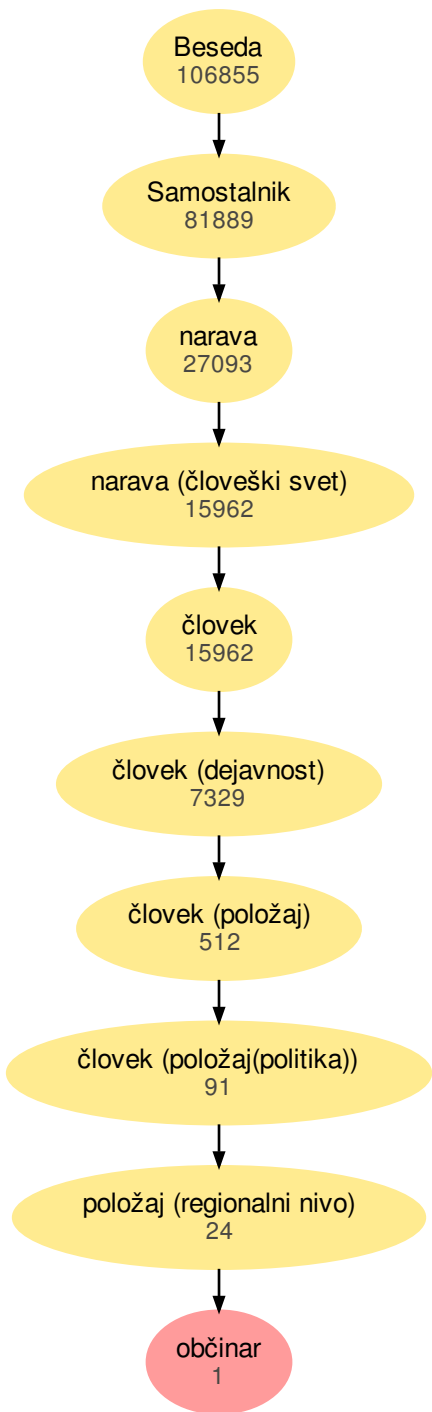 Beseda
106855
Samostalnik
81889
narava
27093
narava (človeški svet)
15962
človek
15962
človek (dejavnost)
7329
človek (položaj)
512
človek (položaj(politika))
91
položaj (regionalni nivo)
24
občinar
1